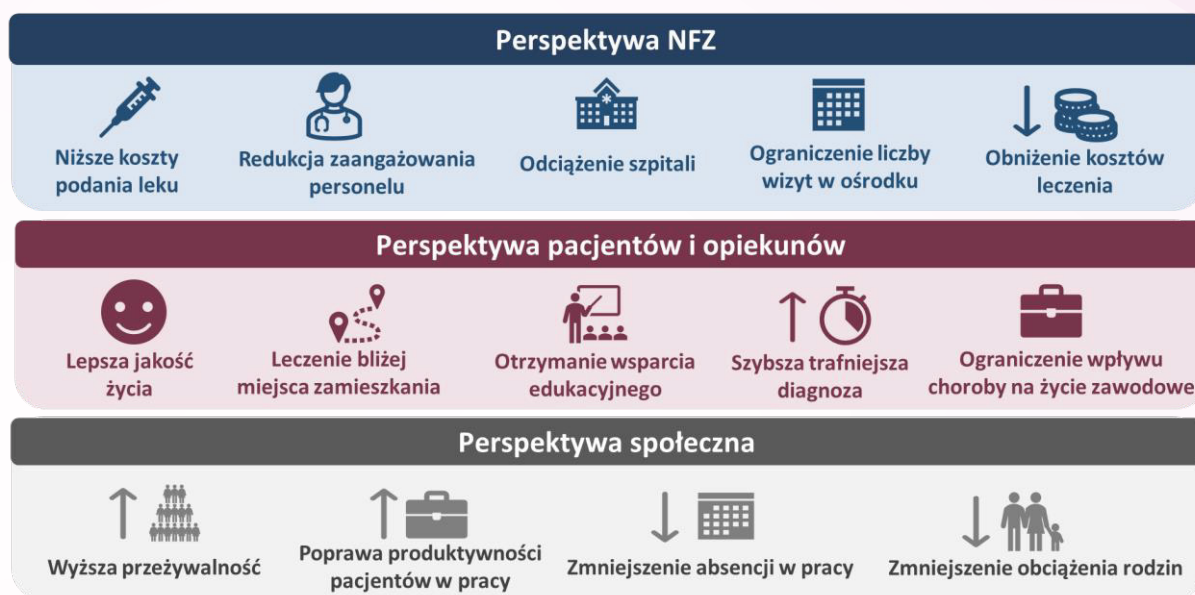 Perspektywa NFZ
Niższe koszty
podania leku
Redukcja zaangażowania
personelu
Odciążenie szpitali
Ograniczenie liczby
wizyt w ośrodku
Obniżenie kosztów
leczenia
Perspektywa pacjentów i opiekunów
Lepsza jakość
życia
Leczenie bliżej
miejsca zamieszkania
Otrzymanie wsparcia
edukacyjnego
Szybsza trafniejsza
diagnoza
Ograniczenie wpływu
choroby na życie zawodowe
Perspektywa społeczna
Wyższa przeżywalność
Poprawa produktywności
pacjentów w pracy
Zmniejszenie absencji w pracy
Zmniejszenie obciążenia rodzin